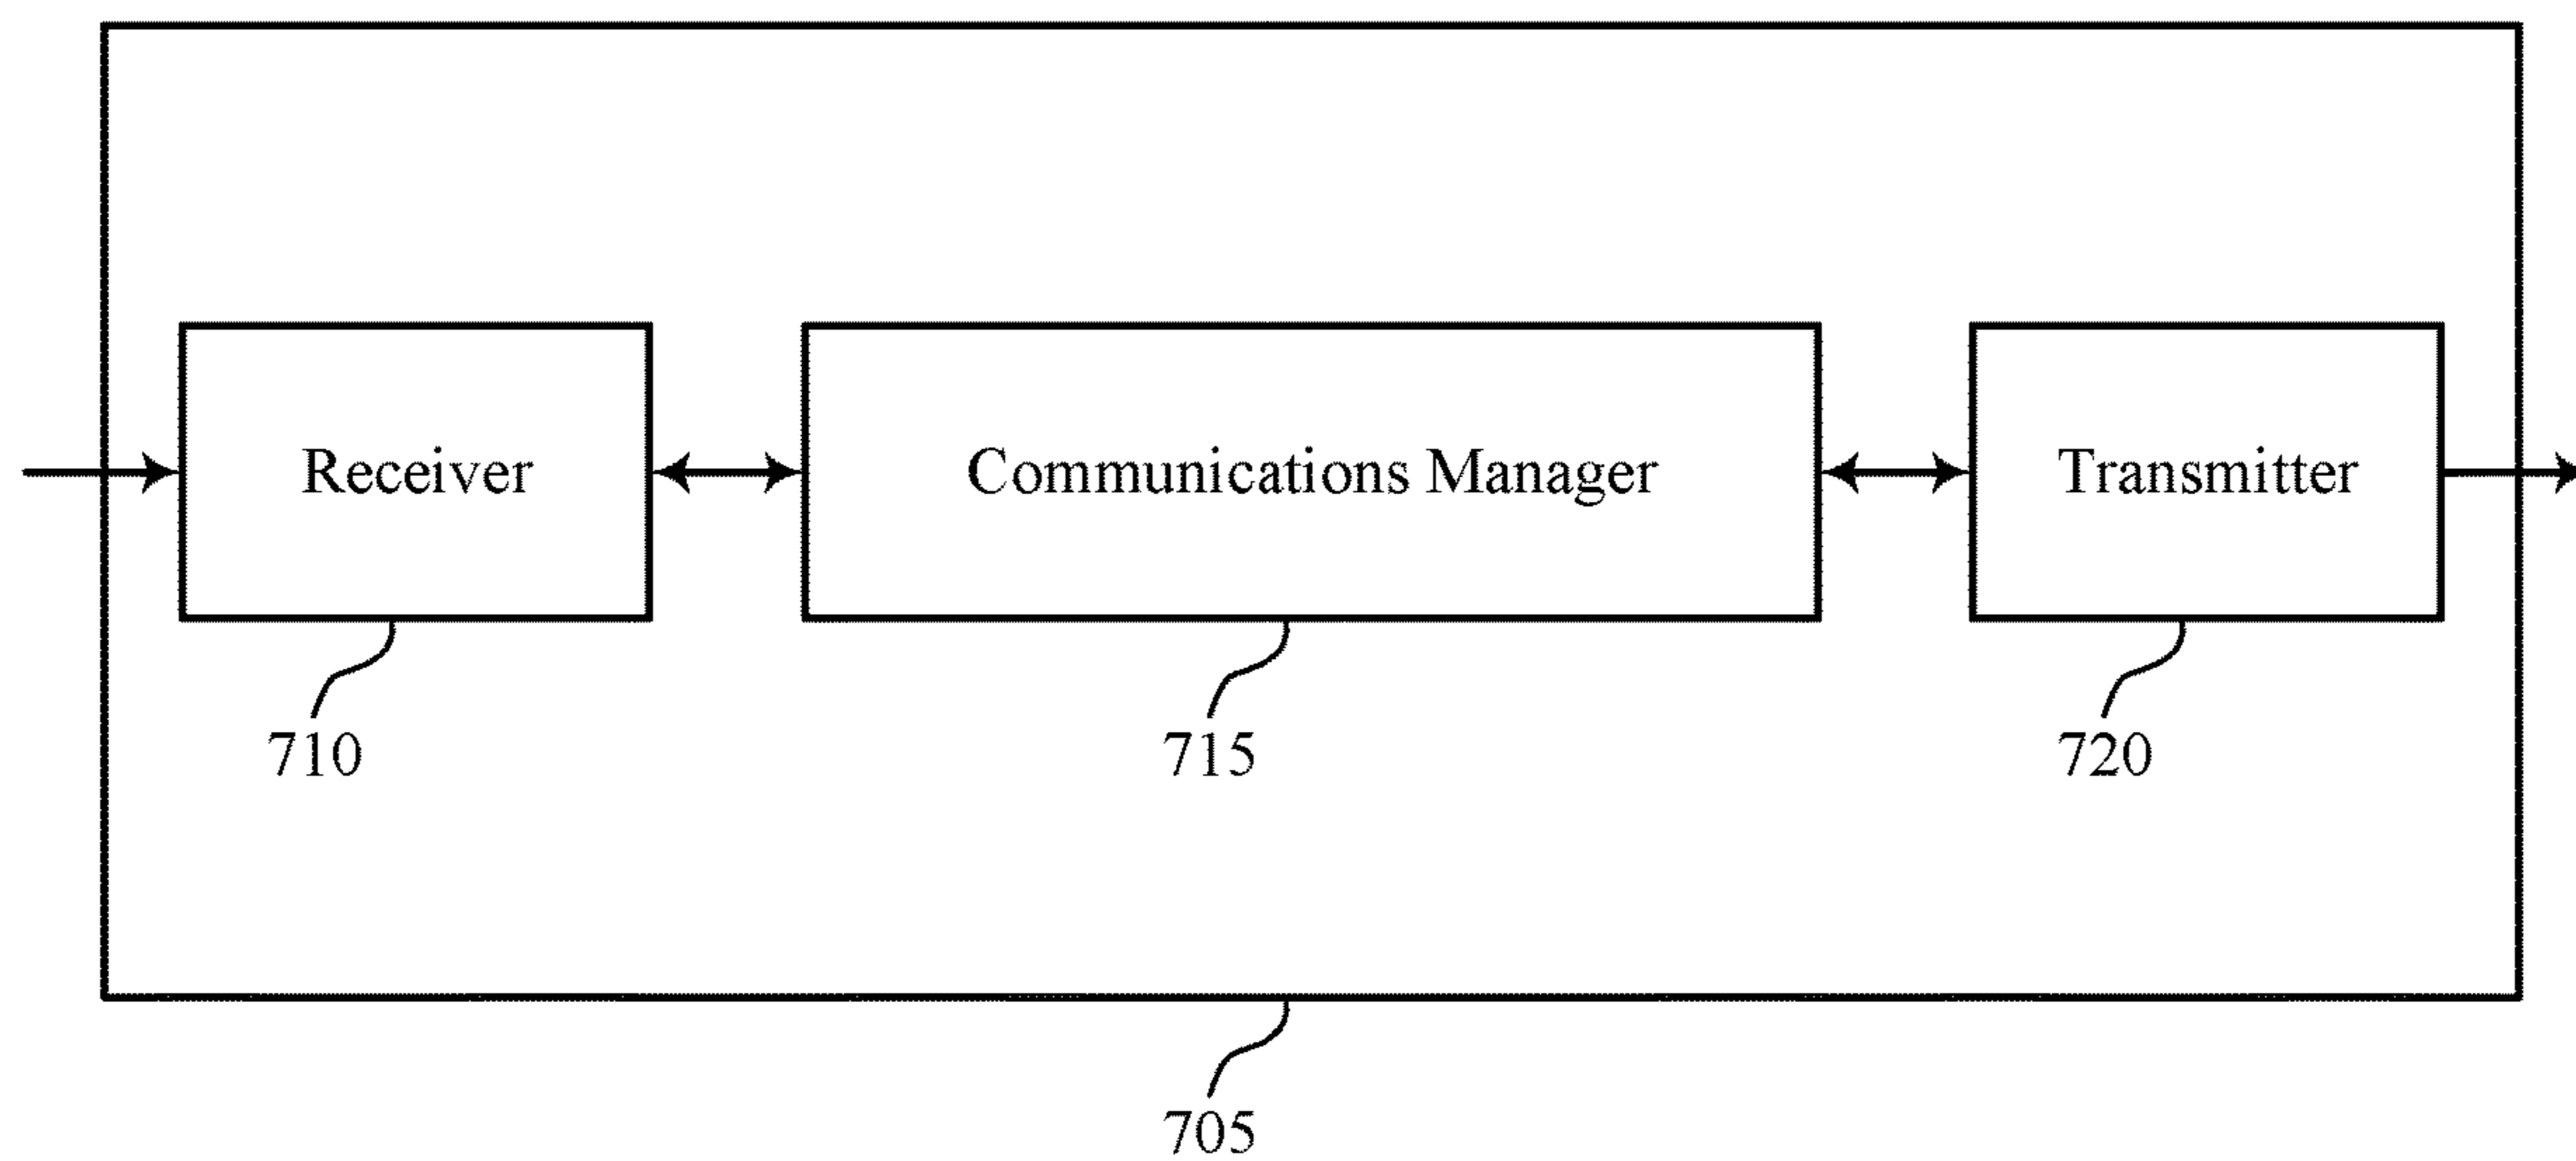 Receiver
Communications Manager
Transmitter
710
715
720
705